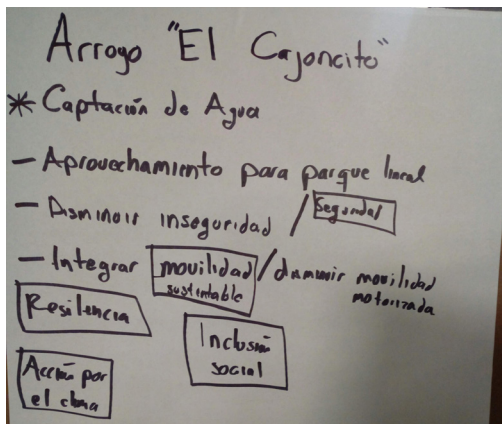 Arroyo "El Cajoncito"
* Captación de Agua
- Aprovechamiento para parque lineal
- Disminuir inseguridad / Seguridad
- Integrar movilidad sustentable / disminuir movilidad motorizada
Resilencia
Inclusión social
Acción por el clima